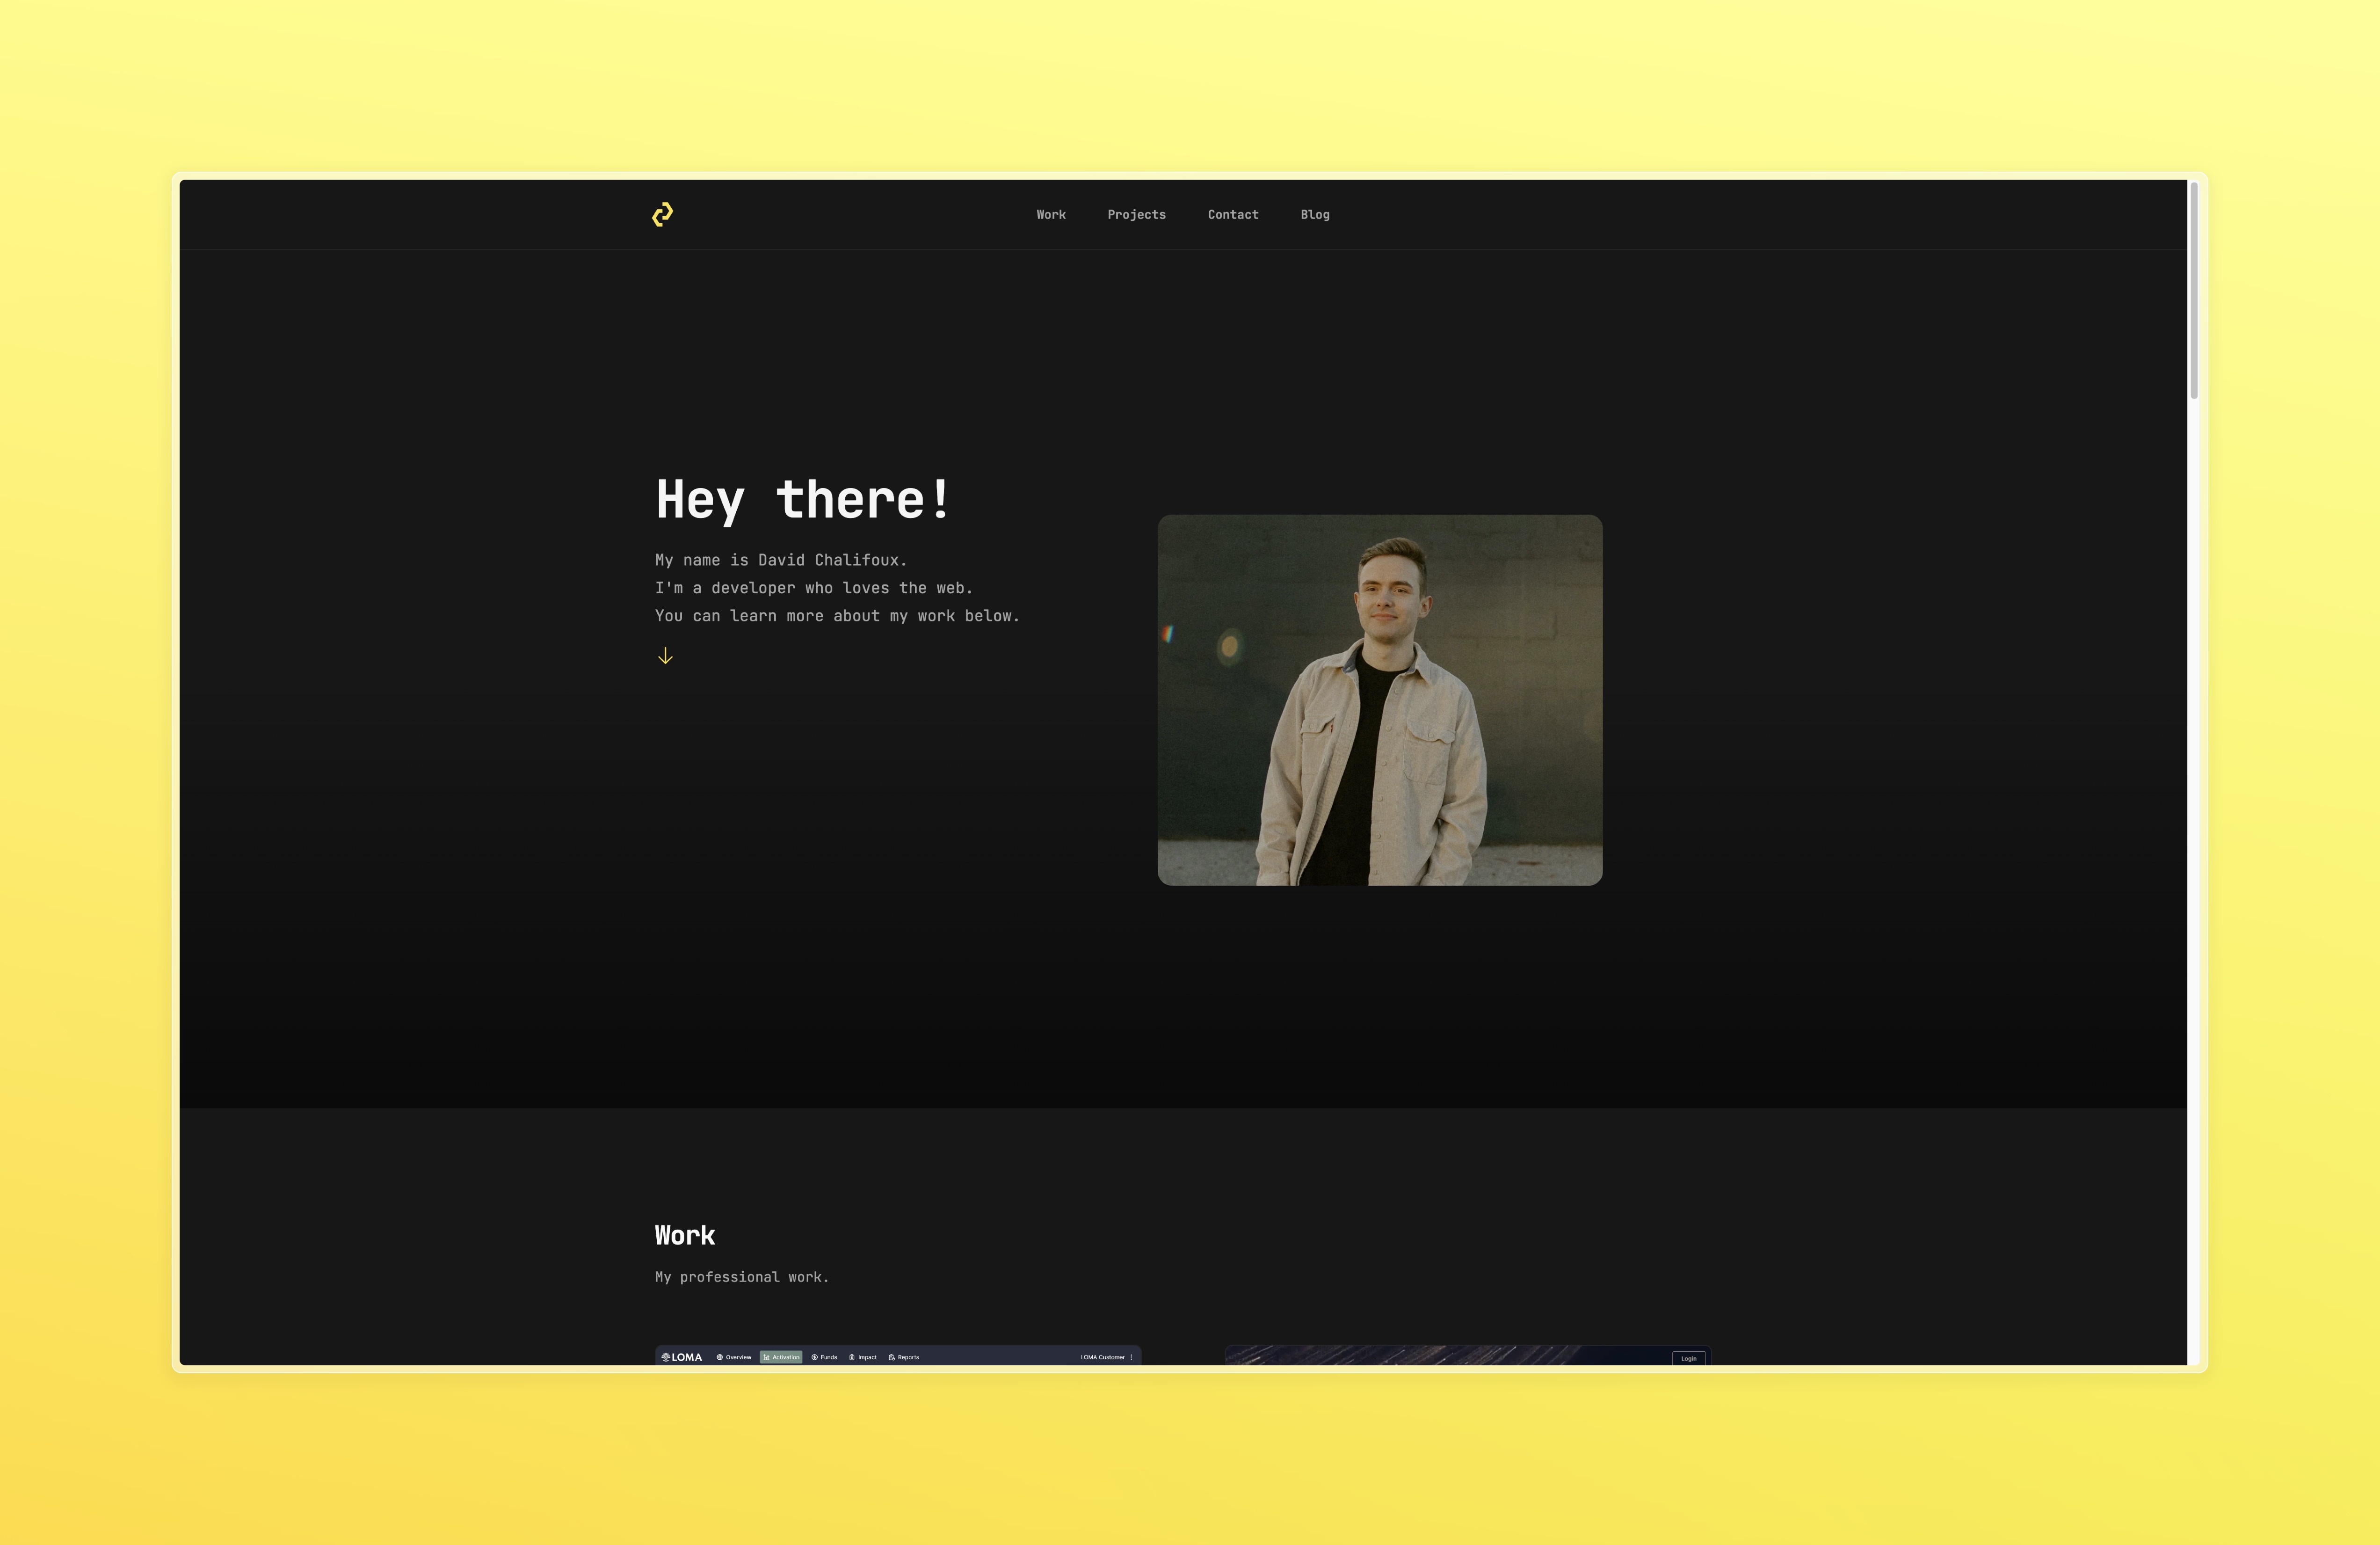 Work Projects Contact Blog
Hey there!
My name is David Chalifoux.
I'm a developer who loves the web.
You can learn more about my work below.
Work
My professional work.
LOMA Overview Activation Funds Impact Reports LOMA Customer
Login